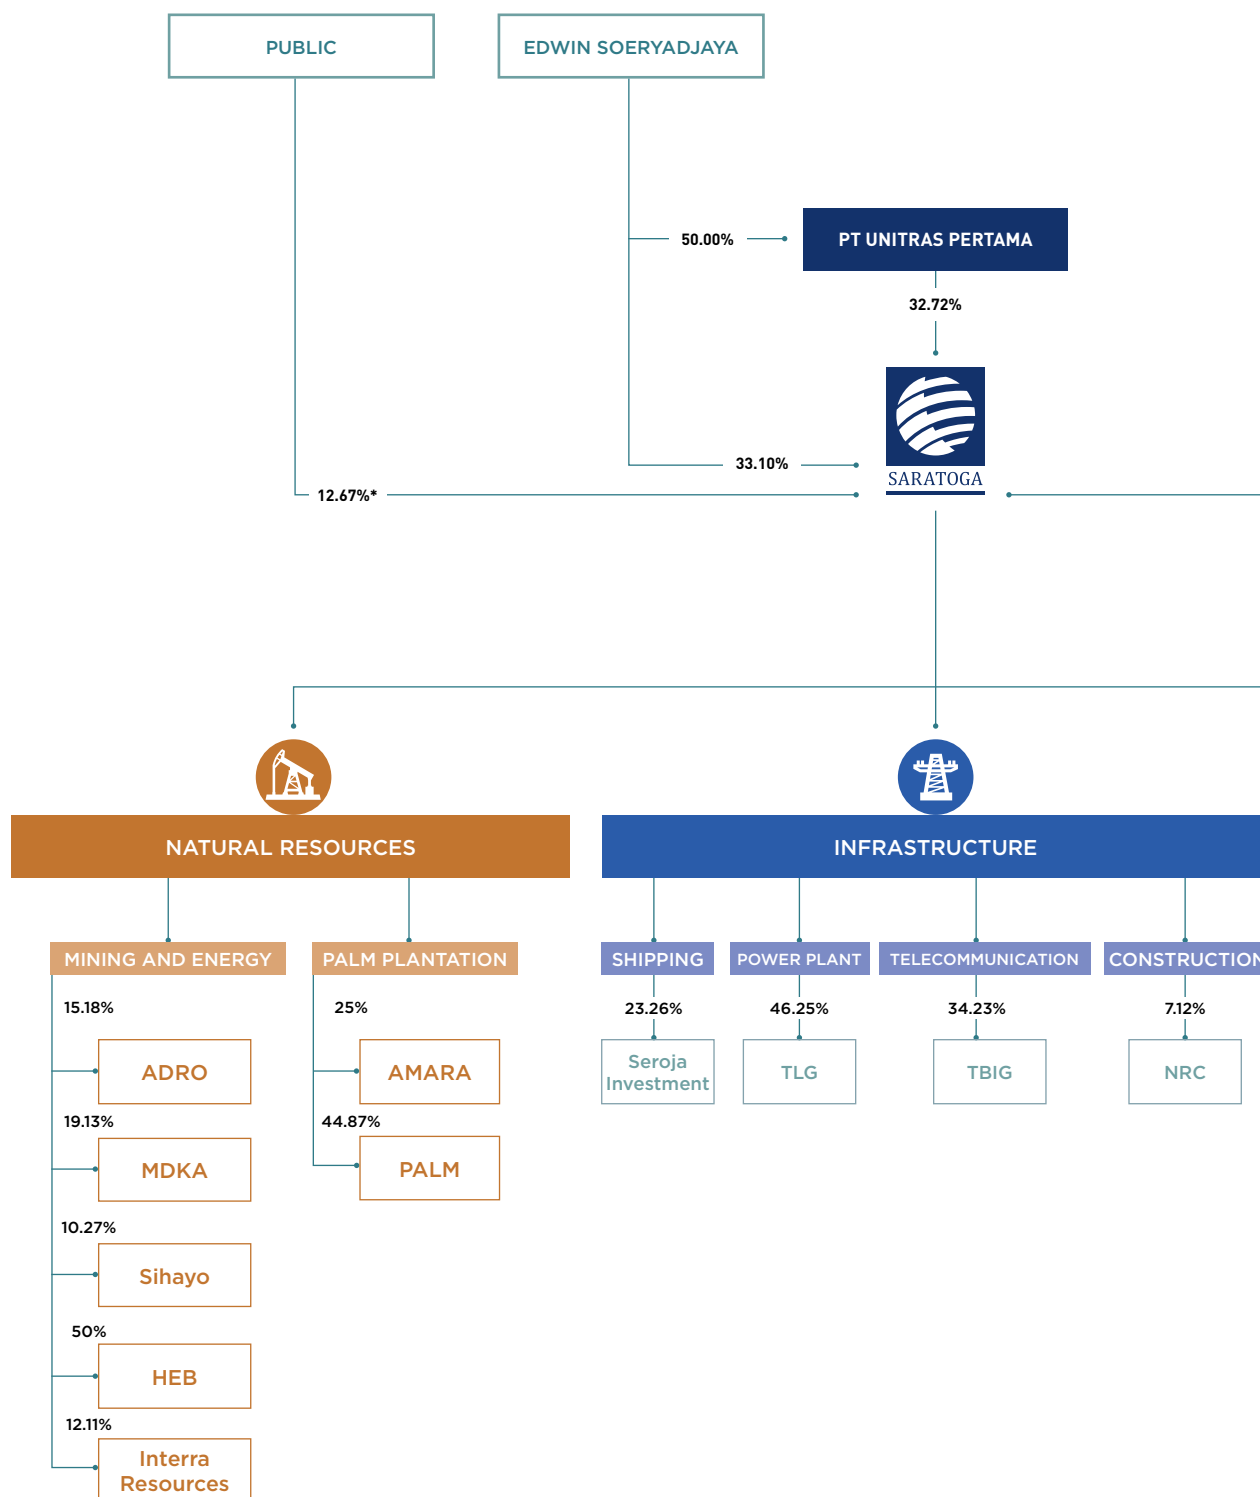 PUBLIC
EDWIN SOERYADJAYA
50.00%
PT UNITRAS PERTAMA
32.72%
33.10%
SARATOGA
12.67%*
NATURAL RESOURCES
INFRASTRUCTURE
MINING AND ENERGY
PALM PLANTATION
SHIPPING
POWER PLANT
TELECOMMUNICATION
CONSTRUCTION
15.18%
25%
23.26%
46.25%
34.23%
7.12%
ADRO
AMARA
Seroja
Investment
TLG
TBIG
NRC
19.13%
44.87%
MDKA
PALM
10.27%
Sihayo
50%
HEB
12.11%
Interra
Resources